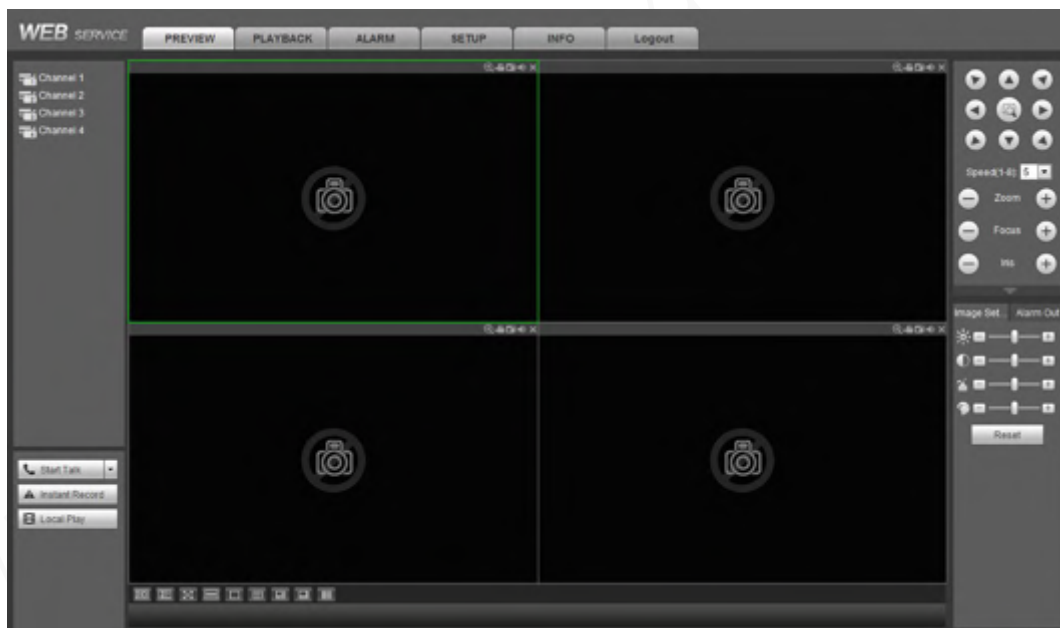 WEB SERVICE
PREVIEW
PLAYBACK
ALARM
SETUP
INFO
Logout
Channel 1
Channel 2
Channel 3
Channel 4
Speed(1-8): 5
Zoom
Focus
Iris
Image Set..
Alarm Out
Reset
Start Talk
Instant Record
Local Play